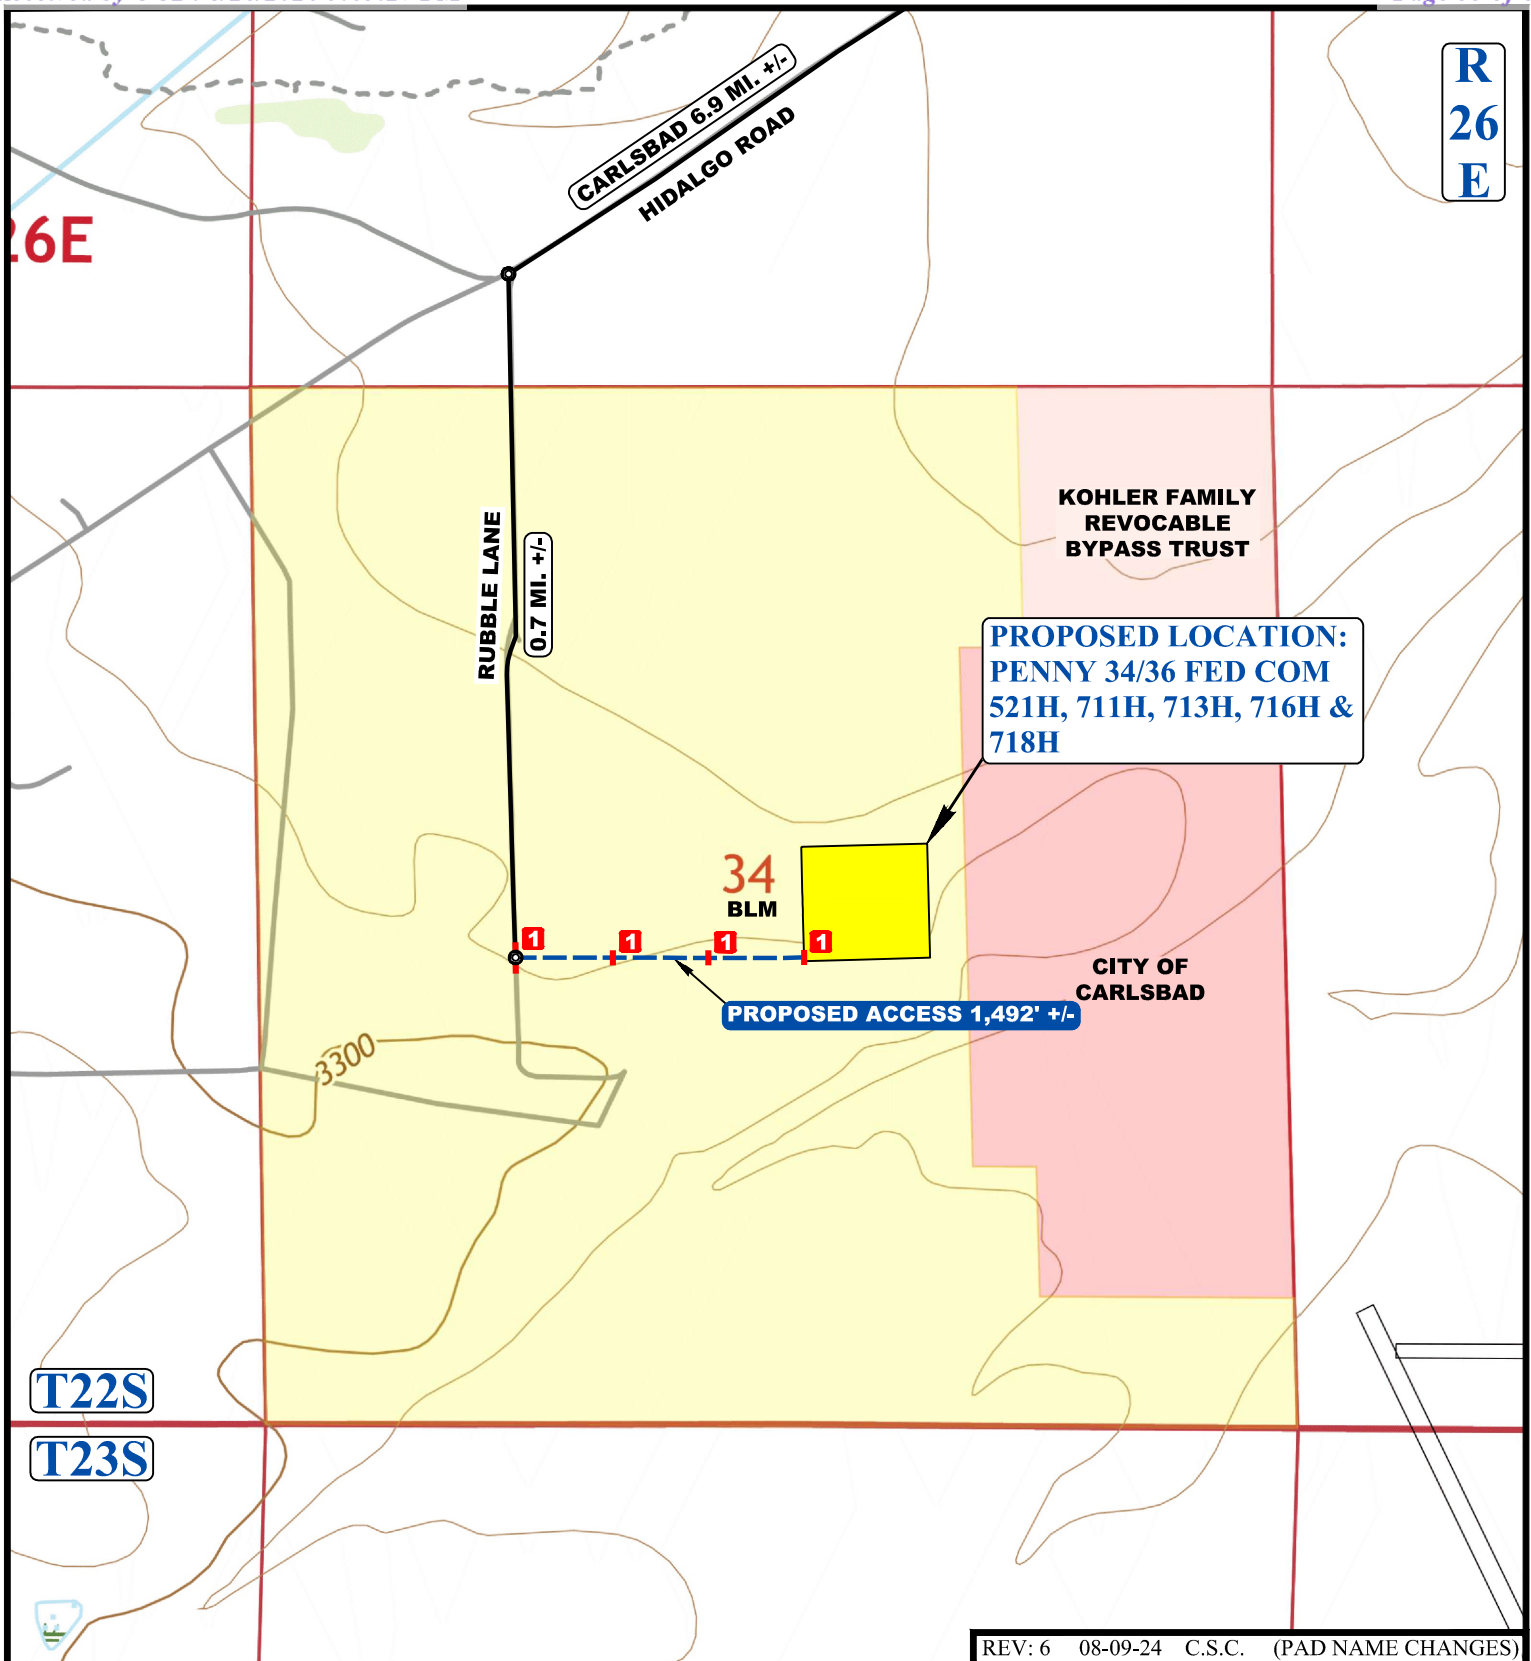 R
26
E
CARLSBAD 6.9 MI. +/-
HIDALGO ROAD
26E
KOHLER FAMILY
REVOCABLE
BYPASS TRUST
RUBBLE LANE
0.7 MI. +/-
PROPOSED LOCATION:
PENNY 34/36 FED COM
521H, 711H, 713H, 716H &
718H
34
BLM
1
1
1
1
CITY OF
CARLSBAD
PROPOSED ACCESS 1,492' +/-
3300
T22S
T23S
REV: 6 08-09-24 C.S.C. (PAD NAME CHANGES)